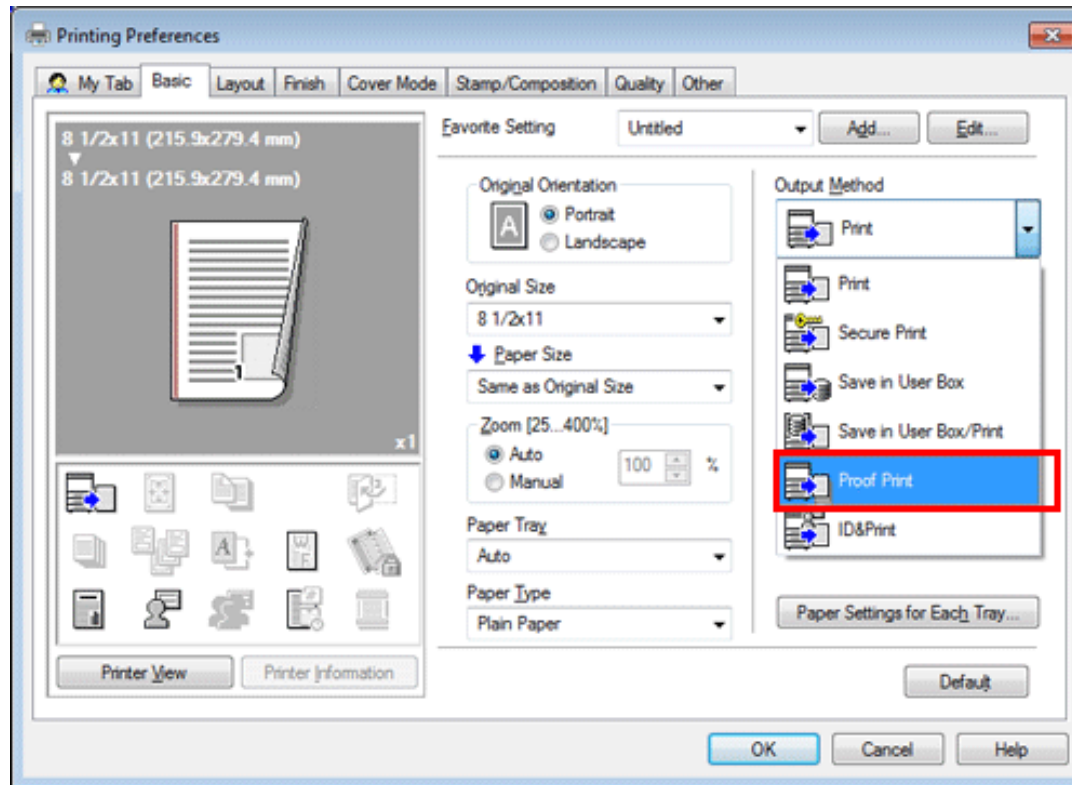 Printing Preferences
My Tab Basic Layout Finish Cover Mode Stamp/Composition Quality Other
8 1/2x11 (215.9x279.4 mm)
8 1/2x11 (215.9x279.4 mm)
1
x1
Printer View Printer Information
Favorite Setting Untitled Add... Edit...
Original Orientation
A
Portrait
Landscape
Original Size
8 1/2x11
Paper Size
Same as Original Size
Zoom [25...400%]
Auto
Manual
100 %
Paper Tray
Auto
Paper Type
Plain Paper
Output Method
Print
Print
Secure Print
Save in User Box
Save in User Box/Print
Proof Print
ID&Print
Paper Settings for Each Tray...
Default
OK Cancel Help